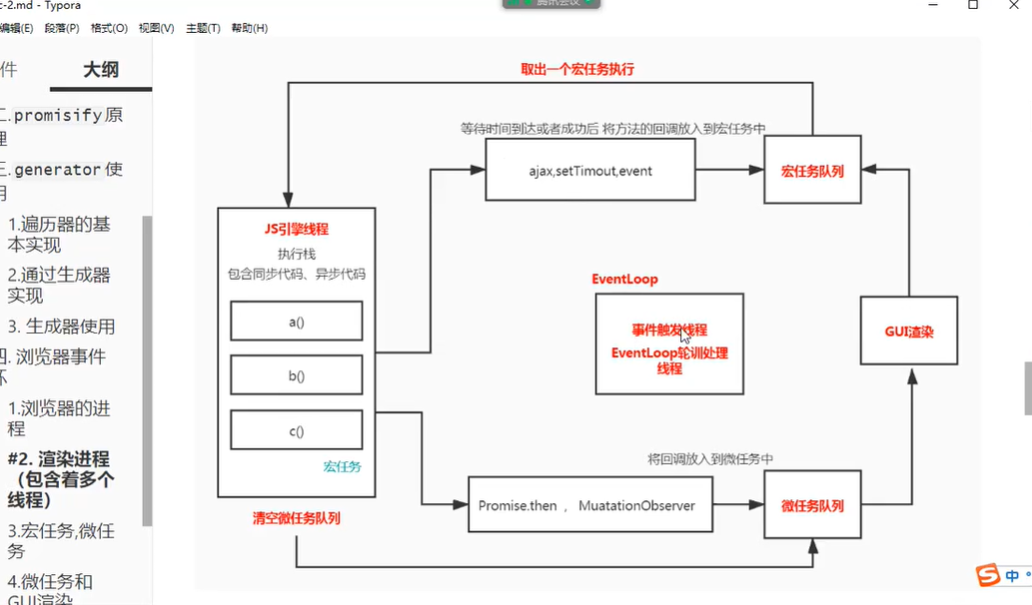 c-2.md - Typora
腾讯会议
编辑(E) 段落(P) 格式(O) 视图(V) 主题(T) 帮助(H)
件
大纲
二.promisify原
理
三.generator使
用
1.遍历器的基
本实现
2.通过生成器
实现
3. 生成器使用
四. 浏览器事件
环
1.浏览器的进
程
#2. 渲染进程
（包含着多个
线程）
3.宏任务,微任
务
4.微任务和
GUI渲染
取出一个宏任务执行
等待时间到达或者成功后 将方法的回调放入到宏任务中
ajax,setTimout,event
宏任务队列
JS引擎线程
执行栈
包含同步代码、异步代码
a()
b()
c()
宏任务
清空微任务队列
EventLoop
事件触发线程
EventLoop轮训处理
线程
GUI渲染
将回调放入到微任务中
Promise.then ， MuatationObserver
微任务队列
中